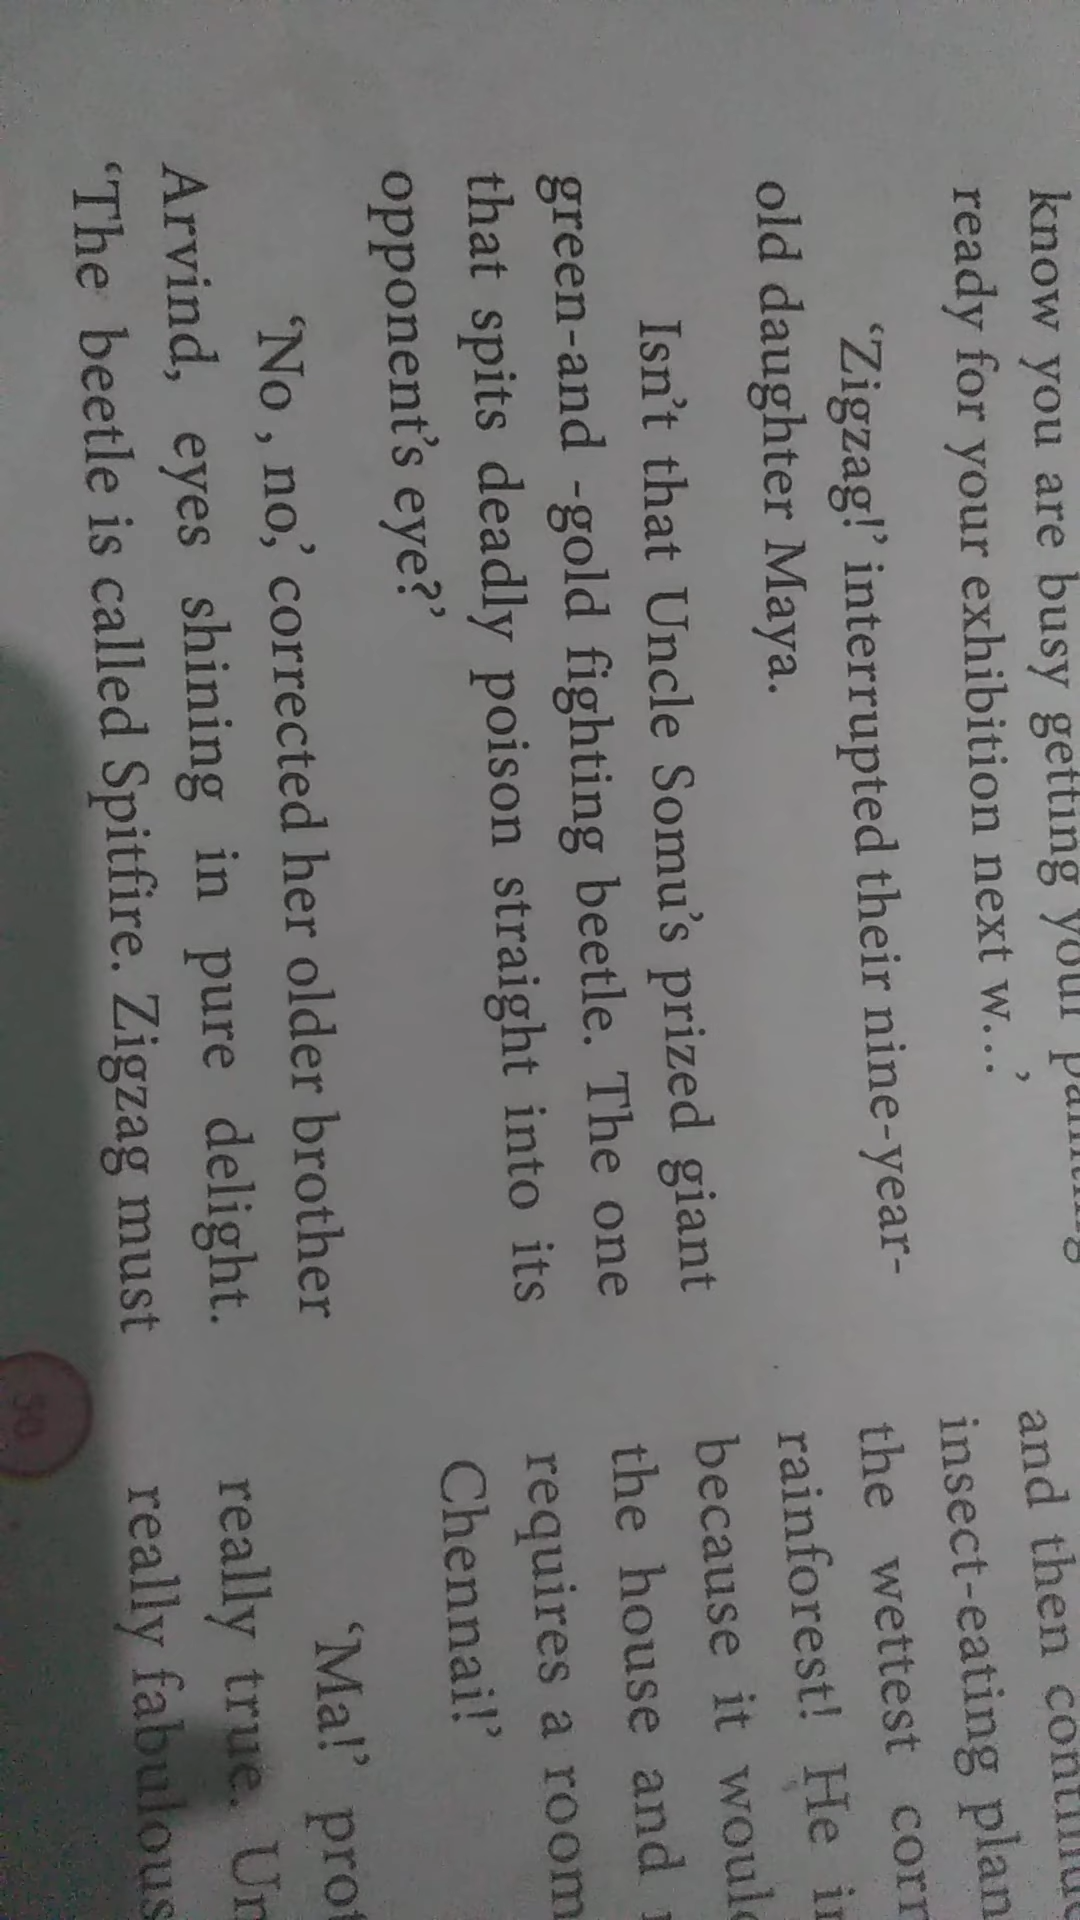 know you are busy getting your painting
ready for your exhibition next w...’
‘Zigzag!’ interrupted their nine-year-
old daughter Maya.
Isn’t that Uncle Somu’s prized giant
green-and -gold fighting beetle. The one
that spits deadly poison straight into its
opponent’s eye?’
‘No , no,’ corrected her older brother
Arvind, eyes shining in pure delight.
‘The beetle is called Spitfire. Zigzag must
and then
insect-eating
the wettest
rainforest! He
because it
the house and
requires a room
Chennai!’
‘Ma!’
really true.
really fabulous
30